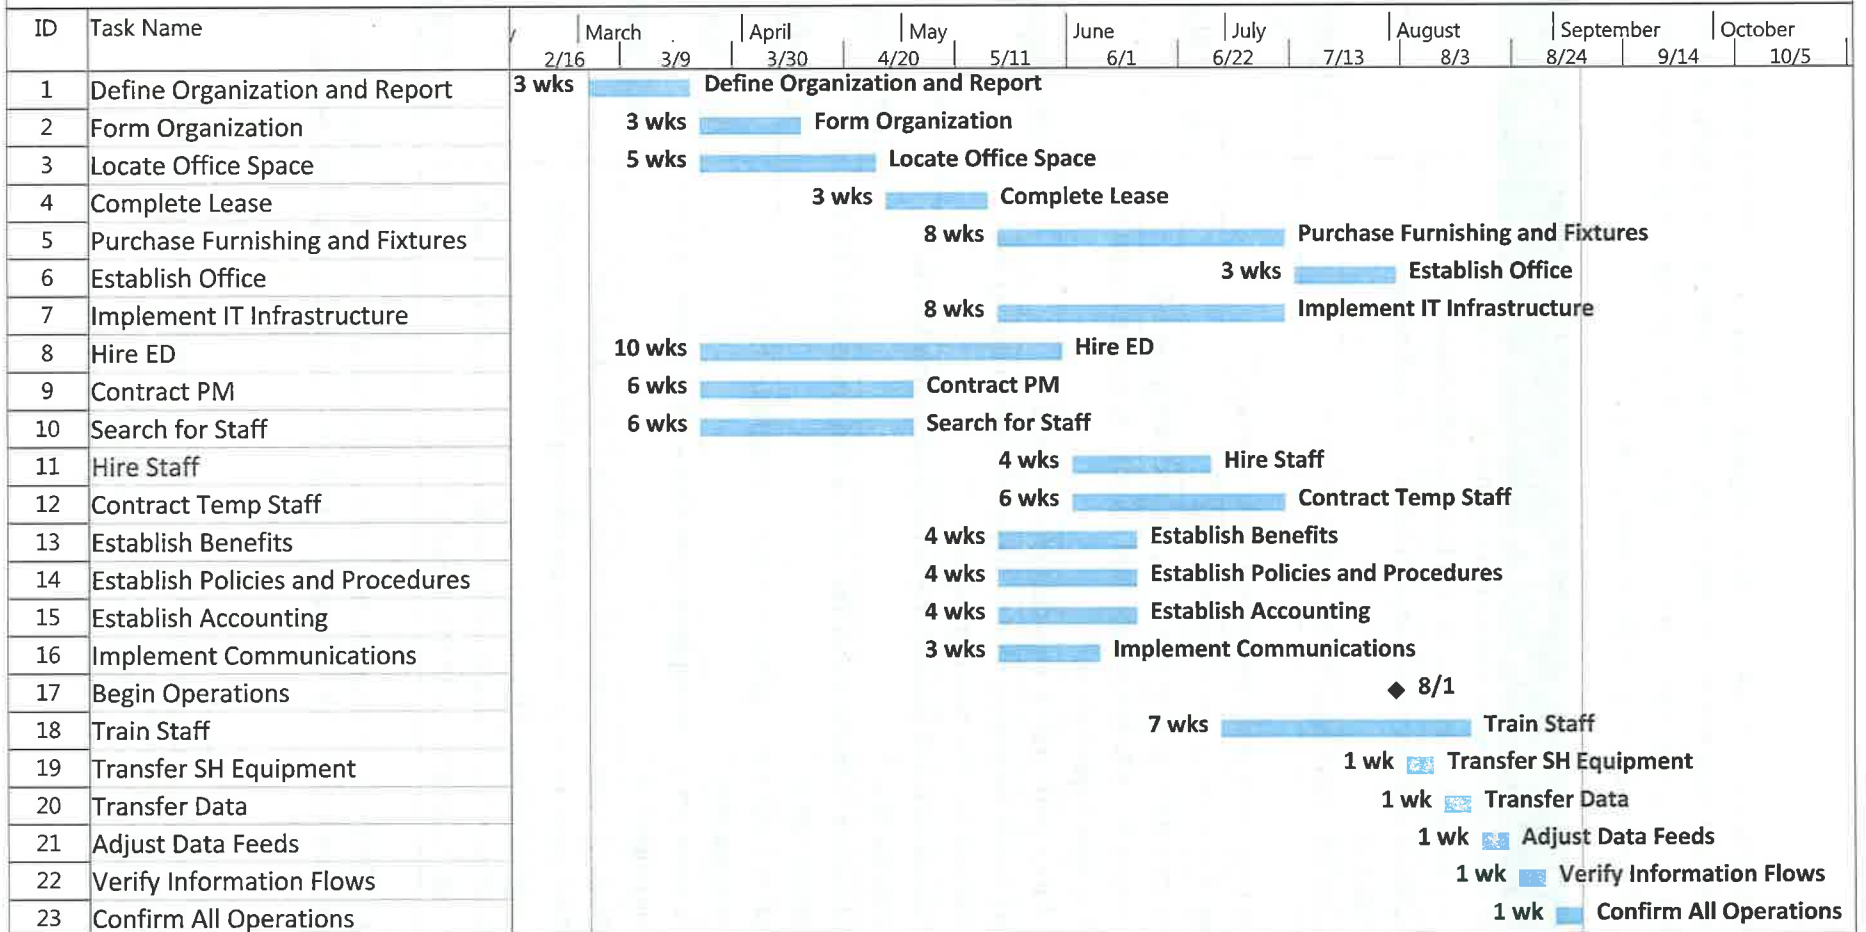 ID Task Name March April May June July August September October
2/16 3/9 3/30 4/20 5/11 6/1 6/22 7/13 8/3 8/24 9/14 10/5
1 Define Organization and Report 3 wks Define Organization and Report
2 Form Organization 3 wks Form Organization
3 Locate Office Space 5 wks Locate Office Space
4 Complete Lease 3 wks Complete Lease
5 Purchase Furnishing and Fixtures 8 wks Purchase Furnishing and Fixtures
6 Establish Office 3 wks Establish Office
7 Implement IT Infrastructure 8 wks Implement IT Infrastructure
8 Hire ED 10 wks Hire ED
9 Contract PM 6 wks Contract PM
10 Search for Staff 6 wks Search for Staff
11 Hire Staff 4 wks Hire Staff
12 Contract Temp Staff 6 wks Contract Temp Staff
13 Establish Benefits 4 wks Establish Benefits
14 Establish Policies and Procedures 4 wks Establish Policies and Procedures
15 Establish Accounting 4 wks Establish Accounting
16 Implement Communications 3 wks Implement Communications
17 Begin Operations 8/1
18 Train Staff 7 wks Train Staff
19 Transfer SH Equipment 1 wk Transfer SH Equipment
20 Transfer Data 1 wk Transfer Data
21 Adjust Data Feeds 1 wk Adjust Data Feeds
22 Verify Information Flows 1 wk Verify Information Flows
23 Confirm All Operations 1 wk Confirm All Operations